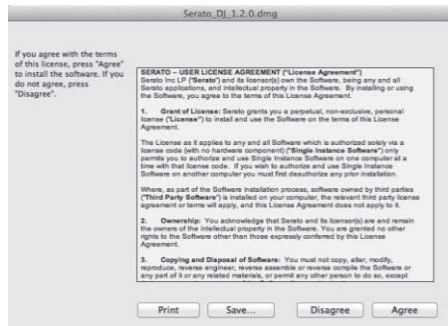 Serato_DJ_1.2.0.dmg
If you agree with the terms
of this license, press "Agree"
to install the software. If you
do not agree, press
"Disagree".
SERATO – USER LICENSE AGREEMENT ("License Agreement")
Serato Inc LP ("Serato") and its licensor(s) own the Software, being any and all
Serato applications, and intellectual property in the Software. By installing or using
the Software, you agree to the terms of this License Agreement.
1. Grant of License: Serato grants you a perpetual, non-exclusive, personal
license ("License") to install and use the Software on the terms of this License
Agreement.
The License as it applies to any and all Software which is authorized solely via a
license code (with no hardware component) ("Single Instance Software") only
permits you to authorize and use Single Instance Software on one computer at a
time with that license code. If you wish to authorize and use Single Instance
Software on another computer you must first deauthorize any prior installation.
Where, as part of the Software installation process, software owned by third parties
("Third Party Software") is installed on your computer, the relevant third party license
agreement or terms will apply, and this License Agreement does not apply to it.
2. Ownership: You acknowledge that Serato and its licensor(s) are and remain
the owners of the intellectual property in the Software. You are granted no other
rights to the Software other than those expressly conferred by this License
Agreement.
3. Copying and Disposal of Software: You must not copy, alter, modify,
reproduce, reverse engineer, reverse assemble or reverse compile the Software or
any part of it or any related materials, or permit any other person to do so, except
Print Save... Disagree Agree